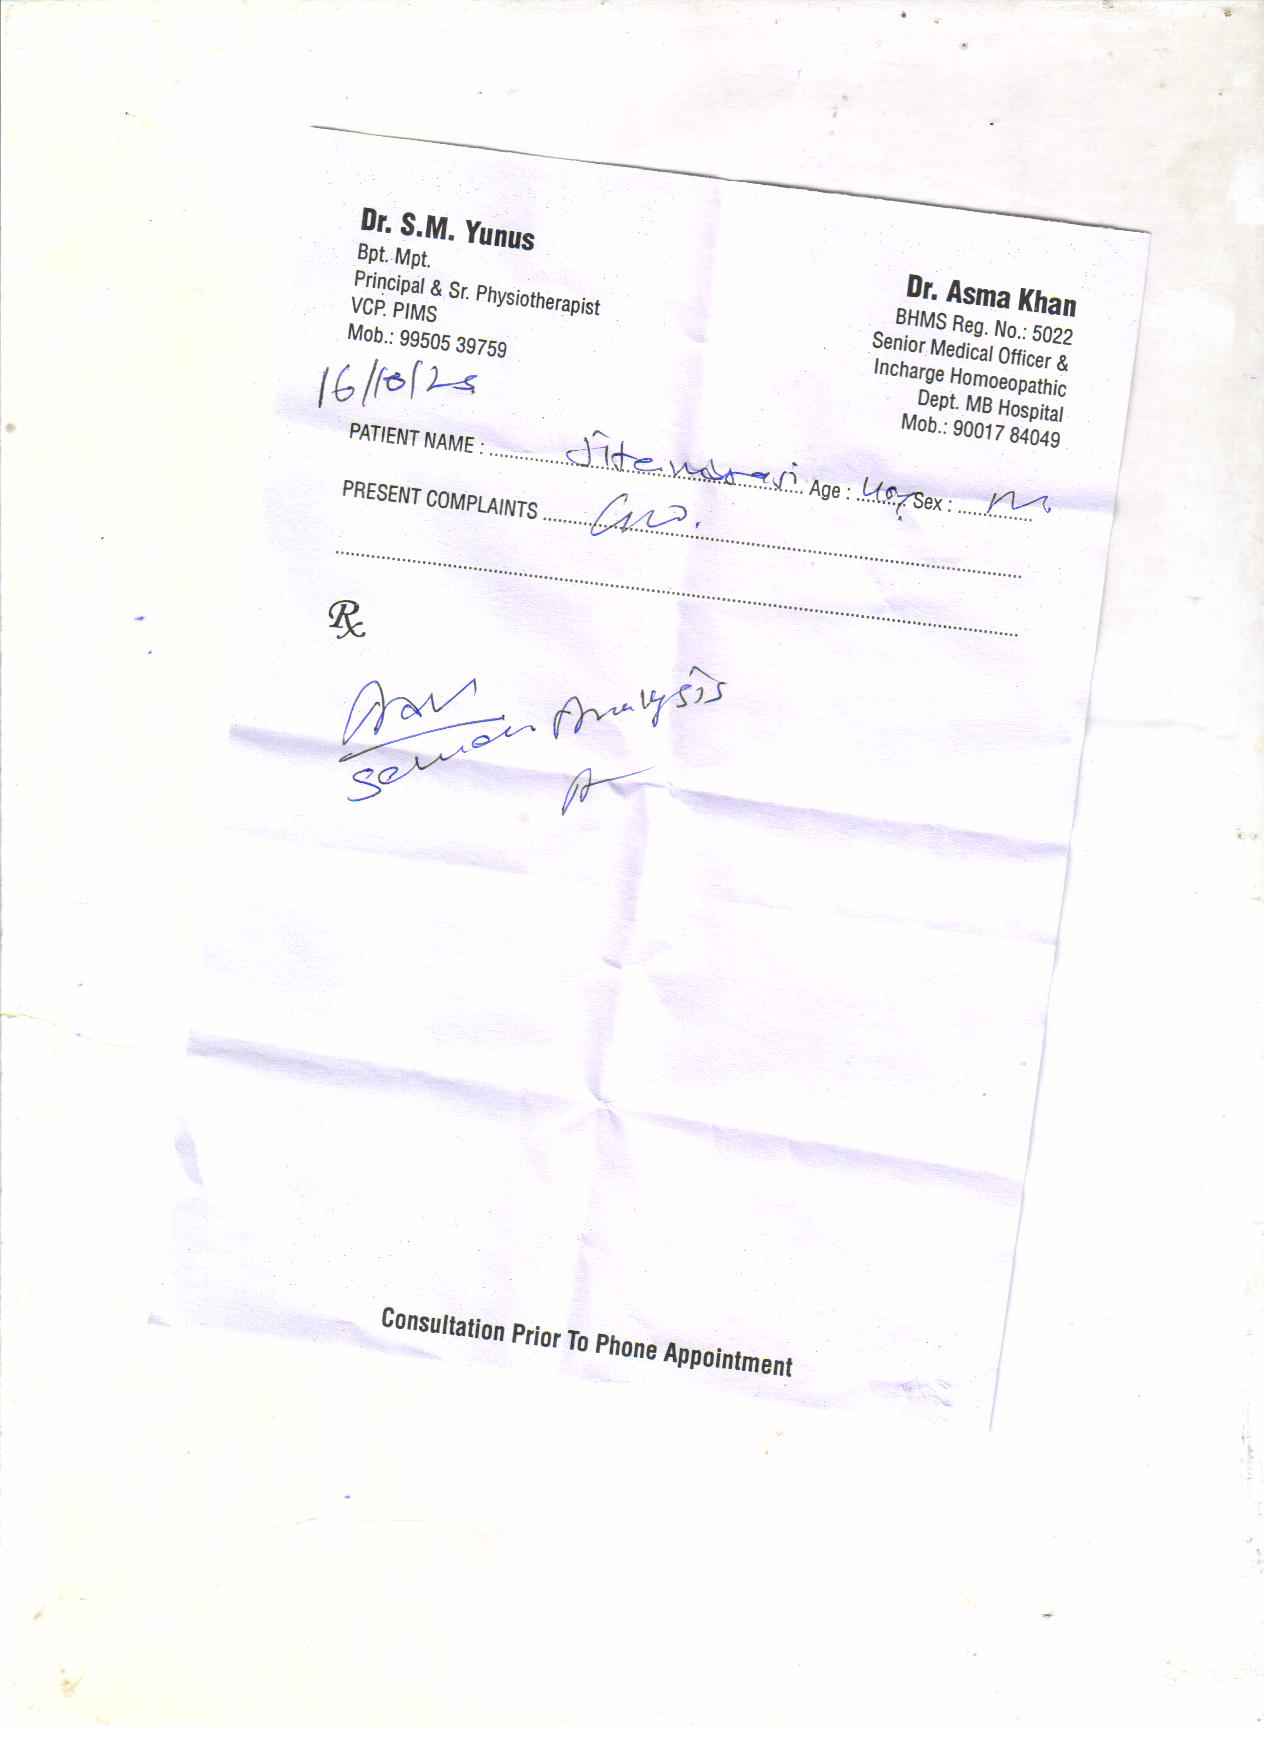 Dr. S.M. Yunus
Bpt. Mpt.
Principal & Sr. Physiotherapist
VCP. PIMS
Mob.: 99505 39759
Dr. Asma Khan
BHMS Reg. No.: 5022
Senior Medical Officer &
Incharge Homoeopathic
Dept. MB Hospital
Mob.: 90017 84049
16/10/25
PATIENT NAME : Age : Sex : M
PRESENT COMPLAINTS
Rx
Adv
Semen Analysis
Consultation Prior To Phone Appointment